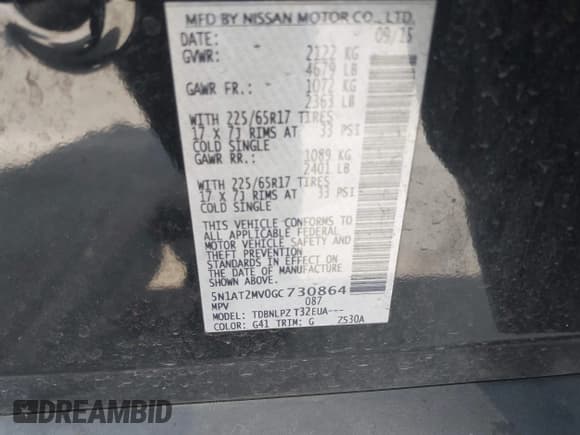 MFD BY NISSAN MOTOR CO., LTD.
DATE: 09/15
GVWR: 2122 KG
4679 LB
GAWR FR.: 1072 KG
2363 LB
WITH 225/65R17 TIRES
17 X 7J RIMS AT 33 PSI
COLD SINGLE
GAWR RR.: 1089 KG
2401 LB
WITH 225/65R17 TIRES
17 X 7J RIMS AT 33 PSI
COLD SINGLE
THIS VEHICLE CONFORMS TO
ALL APPLICABLE FEDERAL
MOTOR VEHICLE SAFETY AND
THEFT PREVENTION
STANDARDS IN EFFECT ON
THE DATE OF MANUFACTURE
SHOWN ABOVE.
5N1AT2MV0GC730864
MPV 087
MODEL: TDBNLPZ T32EUA---
COLOR: G41 TRIM: G ZS30A
DREAMBID